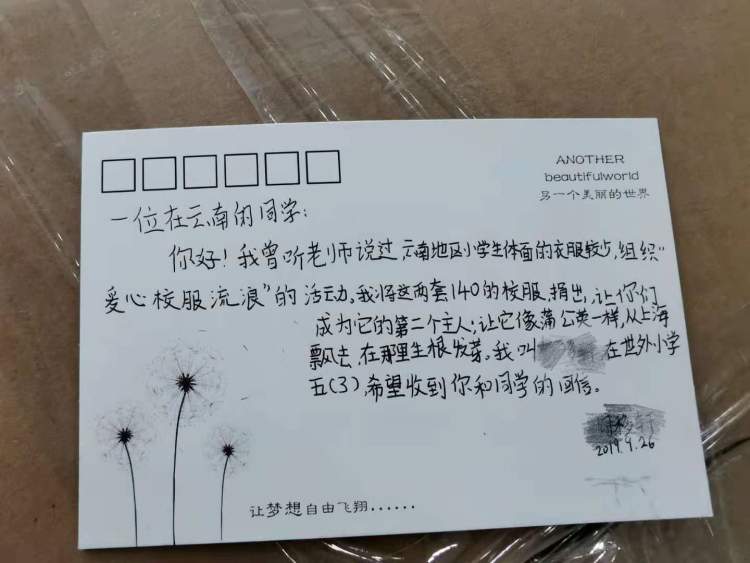 ANOTHER
beautifulworld
另一个美丽的世界
一位在云南的同学：
你好！我曾听老师说过，云南地区小学生体面的衣服较少，组织“
爱心校服流浪”的活动，我将这两套140的校服捐出，让你们
成为它的第二个主人；让它像蒲公英一样，从上海
飘去，在那里生根发芽。我叫 在世外小学
五(3)，希望收到你和同学的回信。
2019.9.26
让梦想自由飞翔······